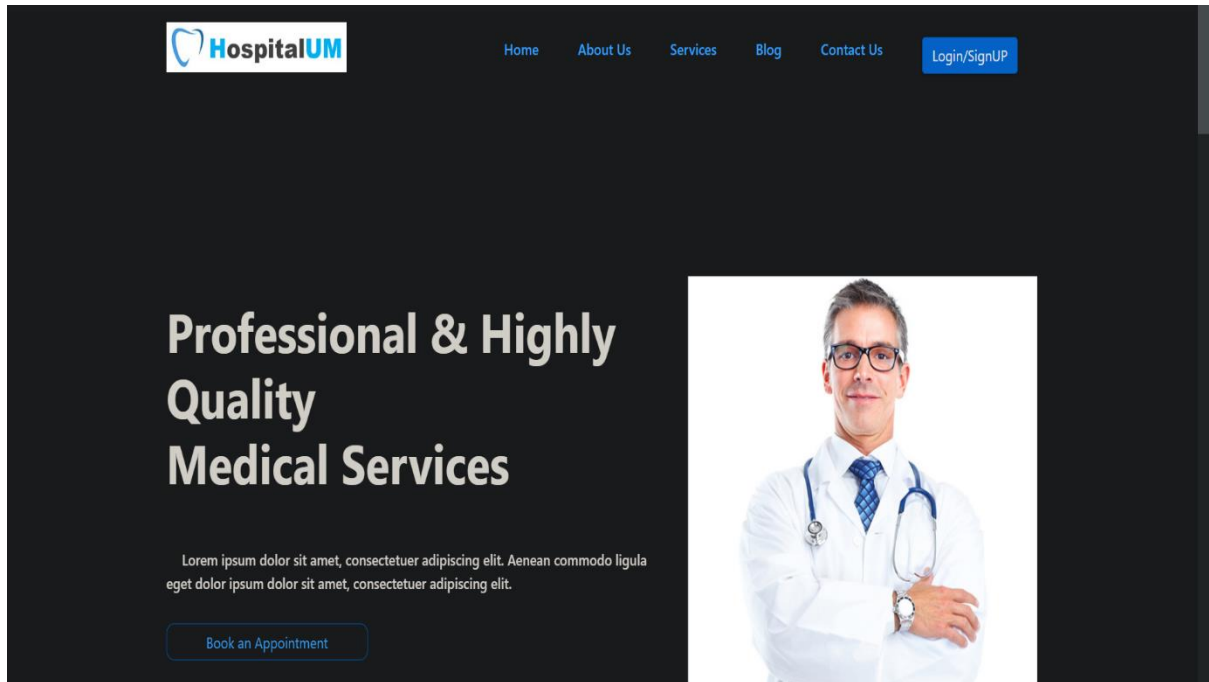 HospitalUM
Home About Us Services Blog Contact Us Login/SignUP
Professional & Highly
Quality
Medical Services
Lorem ipsum dolor sit amet, consectetuer adipiscing elit. Aenean commodo ligula
eget dolor ipsum dolor sit amet, consectetuer adipiscing elit.
Book an Appointment